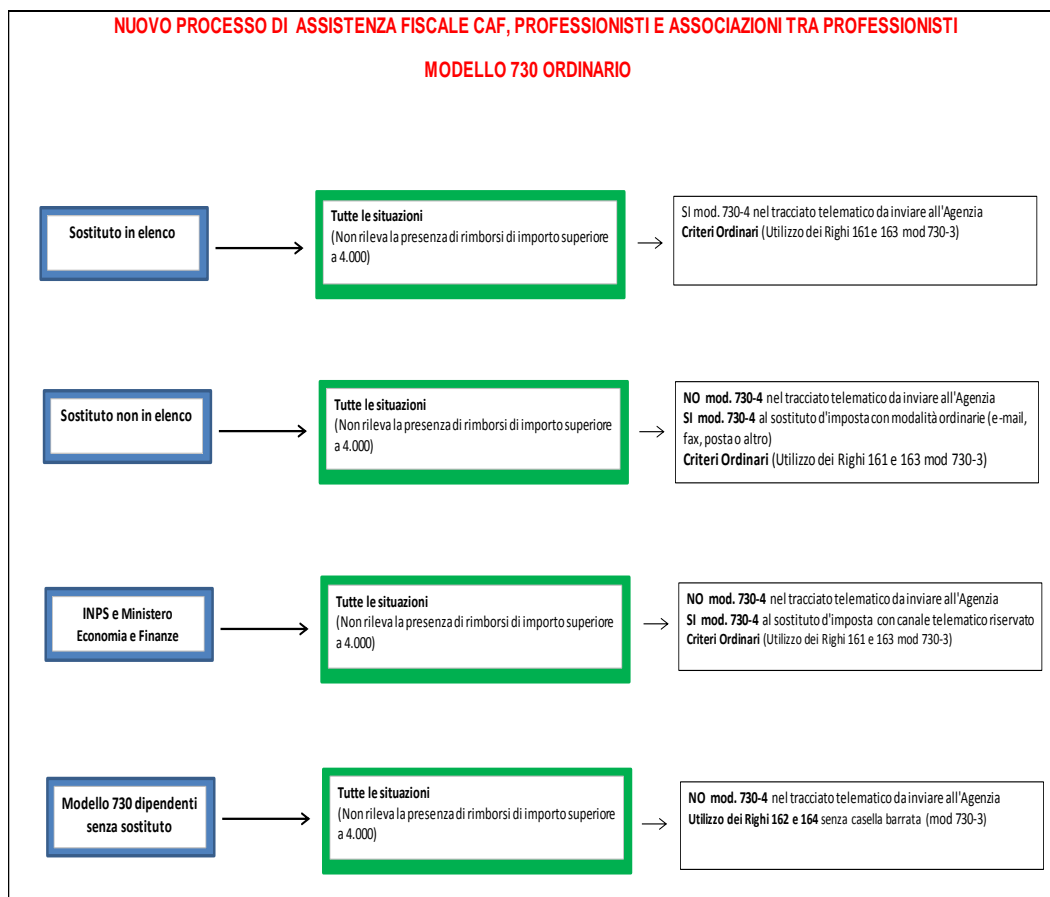 NUOVO PROCESSO DI ASSISTENZA FISCALE CAF, PROFESSIONISTI E ASSOCIAZIONI TRA PROFESSIONISTI
MODELLO 730 ORDINARIO
Sostituto in elenco
Tutte le situazioni
(Non rileva la presenza di rimborsi di importo superiore
a 4.000)
SI mod. 730-4 nel tracciato telematico da inviare all'Agenzia
Criteri Ordinari (Utilizzo dei Righi 161 e 163 mod 730-3)
Sostituto non in elenco
Tutte le situazioni
(Non rileva la presenza di rimborsi di importo superiore
a 4.000)
NO mod. 730-4 nel tracciato telematico da inviare all'Agenzia
SI mod. 730-4 al sostituto d'imposta con modalità ordinarie (e-mail,
fax, posta o altro)
Criteri Ordinari (Utilizzo dei Righi 161 e 163 mod 730-3)
INPS e Ministero
Economia e Finanze
Tutte le situazioni
(Non rileva la presenza di rimborsi di importo superiore
a 4.000)
NO mod. 730-4 nel tracciato telematico da inviare all'Agenzia
SI mod. 730-4 al sostituto d'imposta con canale telematico riservato
Criteri Ordinari (Utilizzo dei Righi 161 e 163 mod 730-3)
Modello 730 dipendenti
senza sostituto
Tutte le situazioni
(Non rileva la presenza di rimborsi di importo superiore
a 4.000)
NO mod. 730-4 nel tracciato telematico da inviare all'Agenzia
Utilizzo dei Righi 162 e 164 senza casella barrata (mod 730-3)